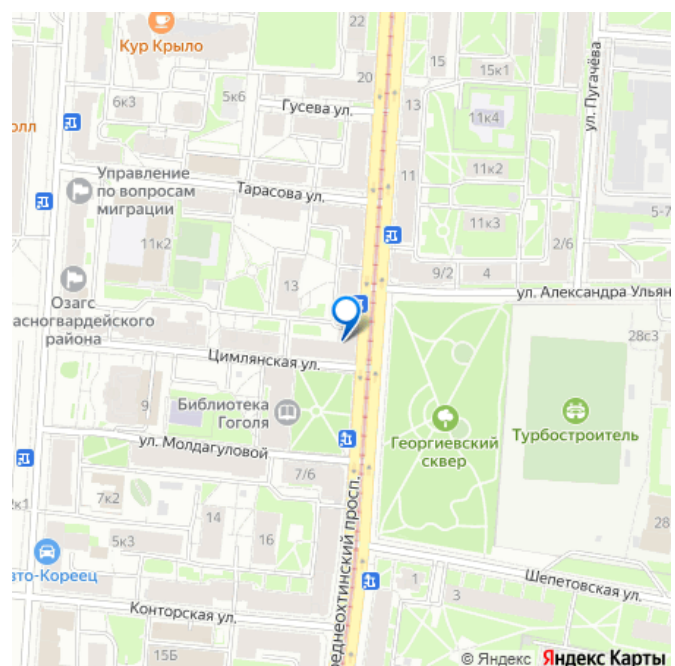 22
Кур Крыло
20
15
15к1
ул. Пугачёва
6к3
5к6
Гусева ул.
13
11к4
олл
Управление
по вопросам
миграции
Тарасова ул.
11
11к2
5-7
11к2
11к3
2/6
13
9/2
4
Озагс
асногвардейского
района
ул. Александра Ульян
28с3
Цимлянская ул.
9
Библиотека
Гоголя
Георгиевский
сквер
Турбостроитель
ул. Молдагуловой
7/6
7к2
2к1
14
5к3
16
28
вто-Кореец
реднеохтинский просп.
1
3
Шепетовская ул.
Конторская ул.
15Б
© Яндекс Яндекс Карты